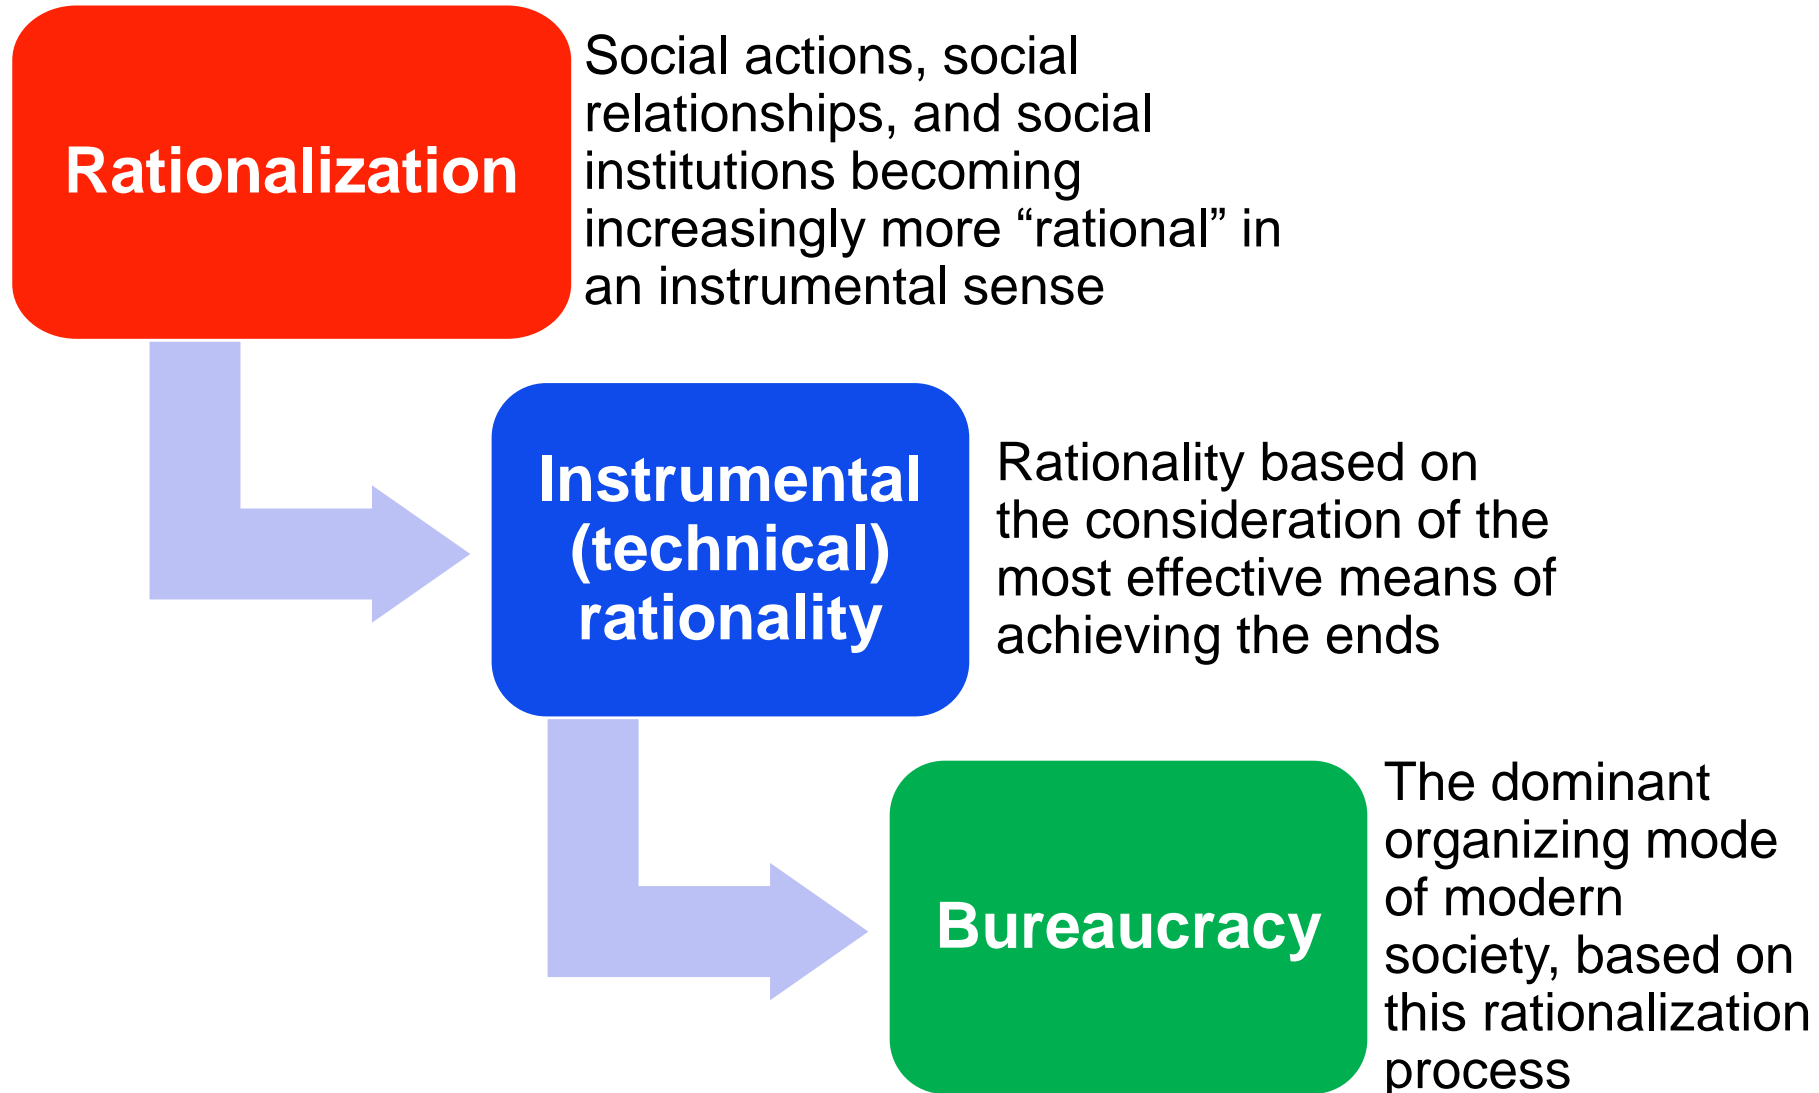 Rationalization
Social actions, social
relationships, and social
institutions becoming
increasingly more “rational” in
an instrumental sense
Instrumental
(technical)
rationality
Rationality based on
the consideration of the
most effective means of
achieving the ends
Bureaucracy
The dominant
organizing mode
of modern
society, based on
this rationalization
process